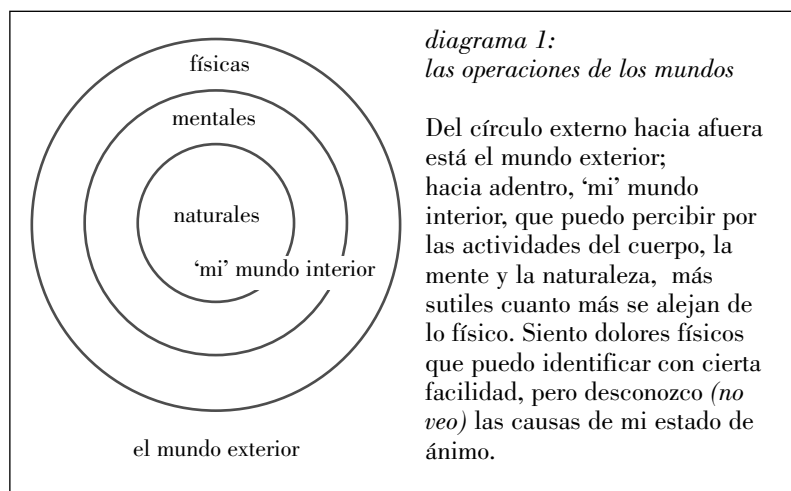 físicas
mentales
naturales
‘mi’ mundo interior
el mundo exterior
diagrama 1:
las operaciones de los mundos
Del círculo externo hacia afuera
está el mundo exterior;
hacia adentro, ‘mi’ mundo
interior, que puedo percibir por
las actividades del cuerpo, la
mente y la naturaleza, más
sutiles cuanto más se alejan de
lo físico. Siento dolores físicos
que puedo identificar con cierta
facilidad, pero desconozco (no
veo) las causas de mi estado de
ánimo.